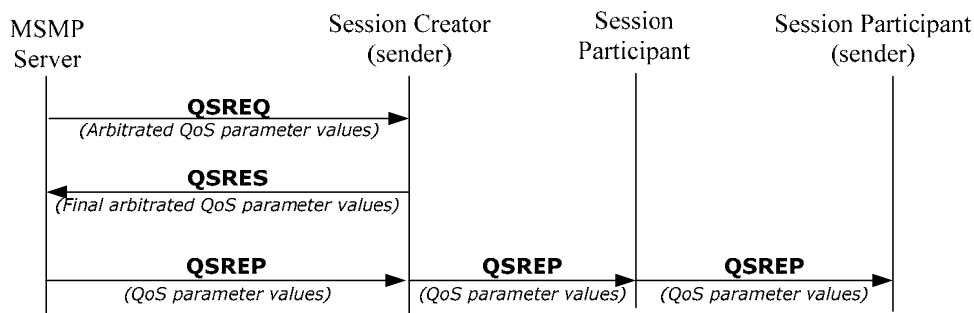 MSMP
Server
Session Creator
(sender)
Session
Participant
Session Participant
(sender)
QSREQ
(Arbitrated QoS parameter values)
QSRES
(Final arbitrated QoS parameter values)
QSREP
(QoS parameter values)
QSREP
(QoS parameter values)
QSREP
(QoS parameter values)